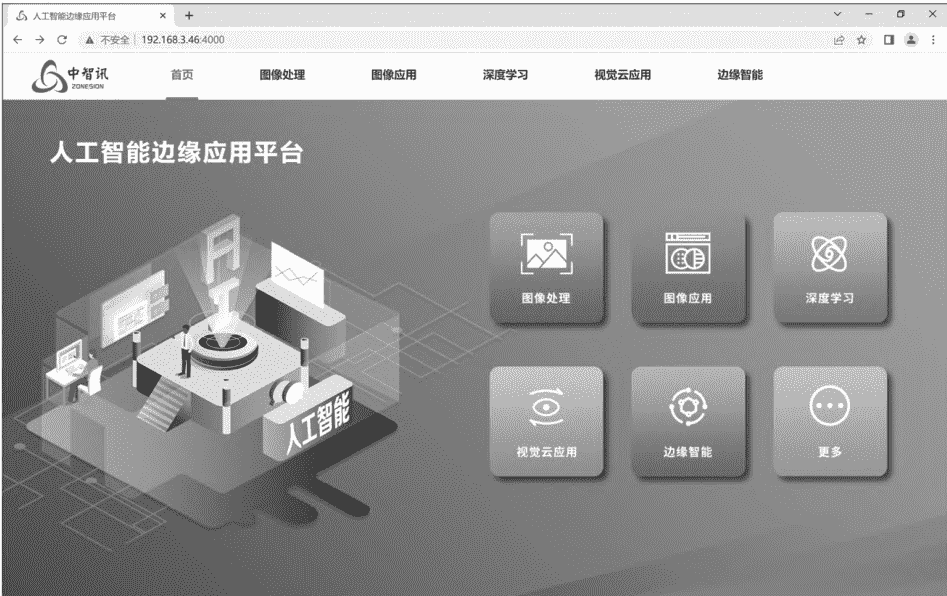 人工智能边缘应用平台
不安全 192.168.3.46:4000
中智讯 首页 图像处理 图像应用 深度学习 视觉云应用 边缘智能
ZONESION
人工智能边缘应用平台
AI
人工智能
图像处理 图像应用 深度学习
视觉云应用 边缘智能 更多